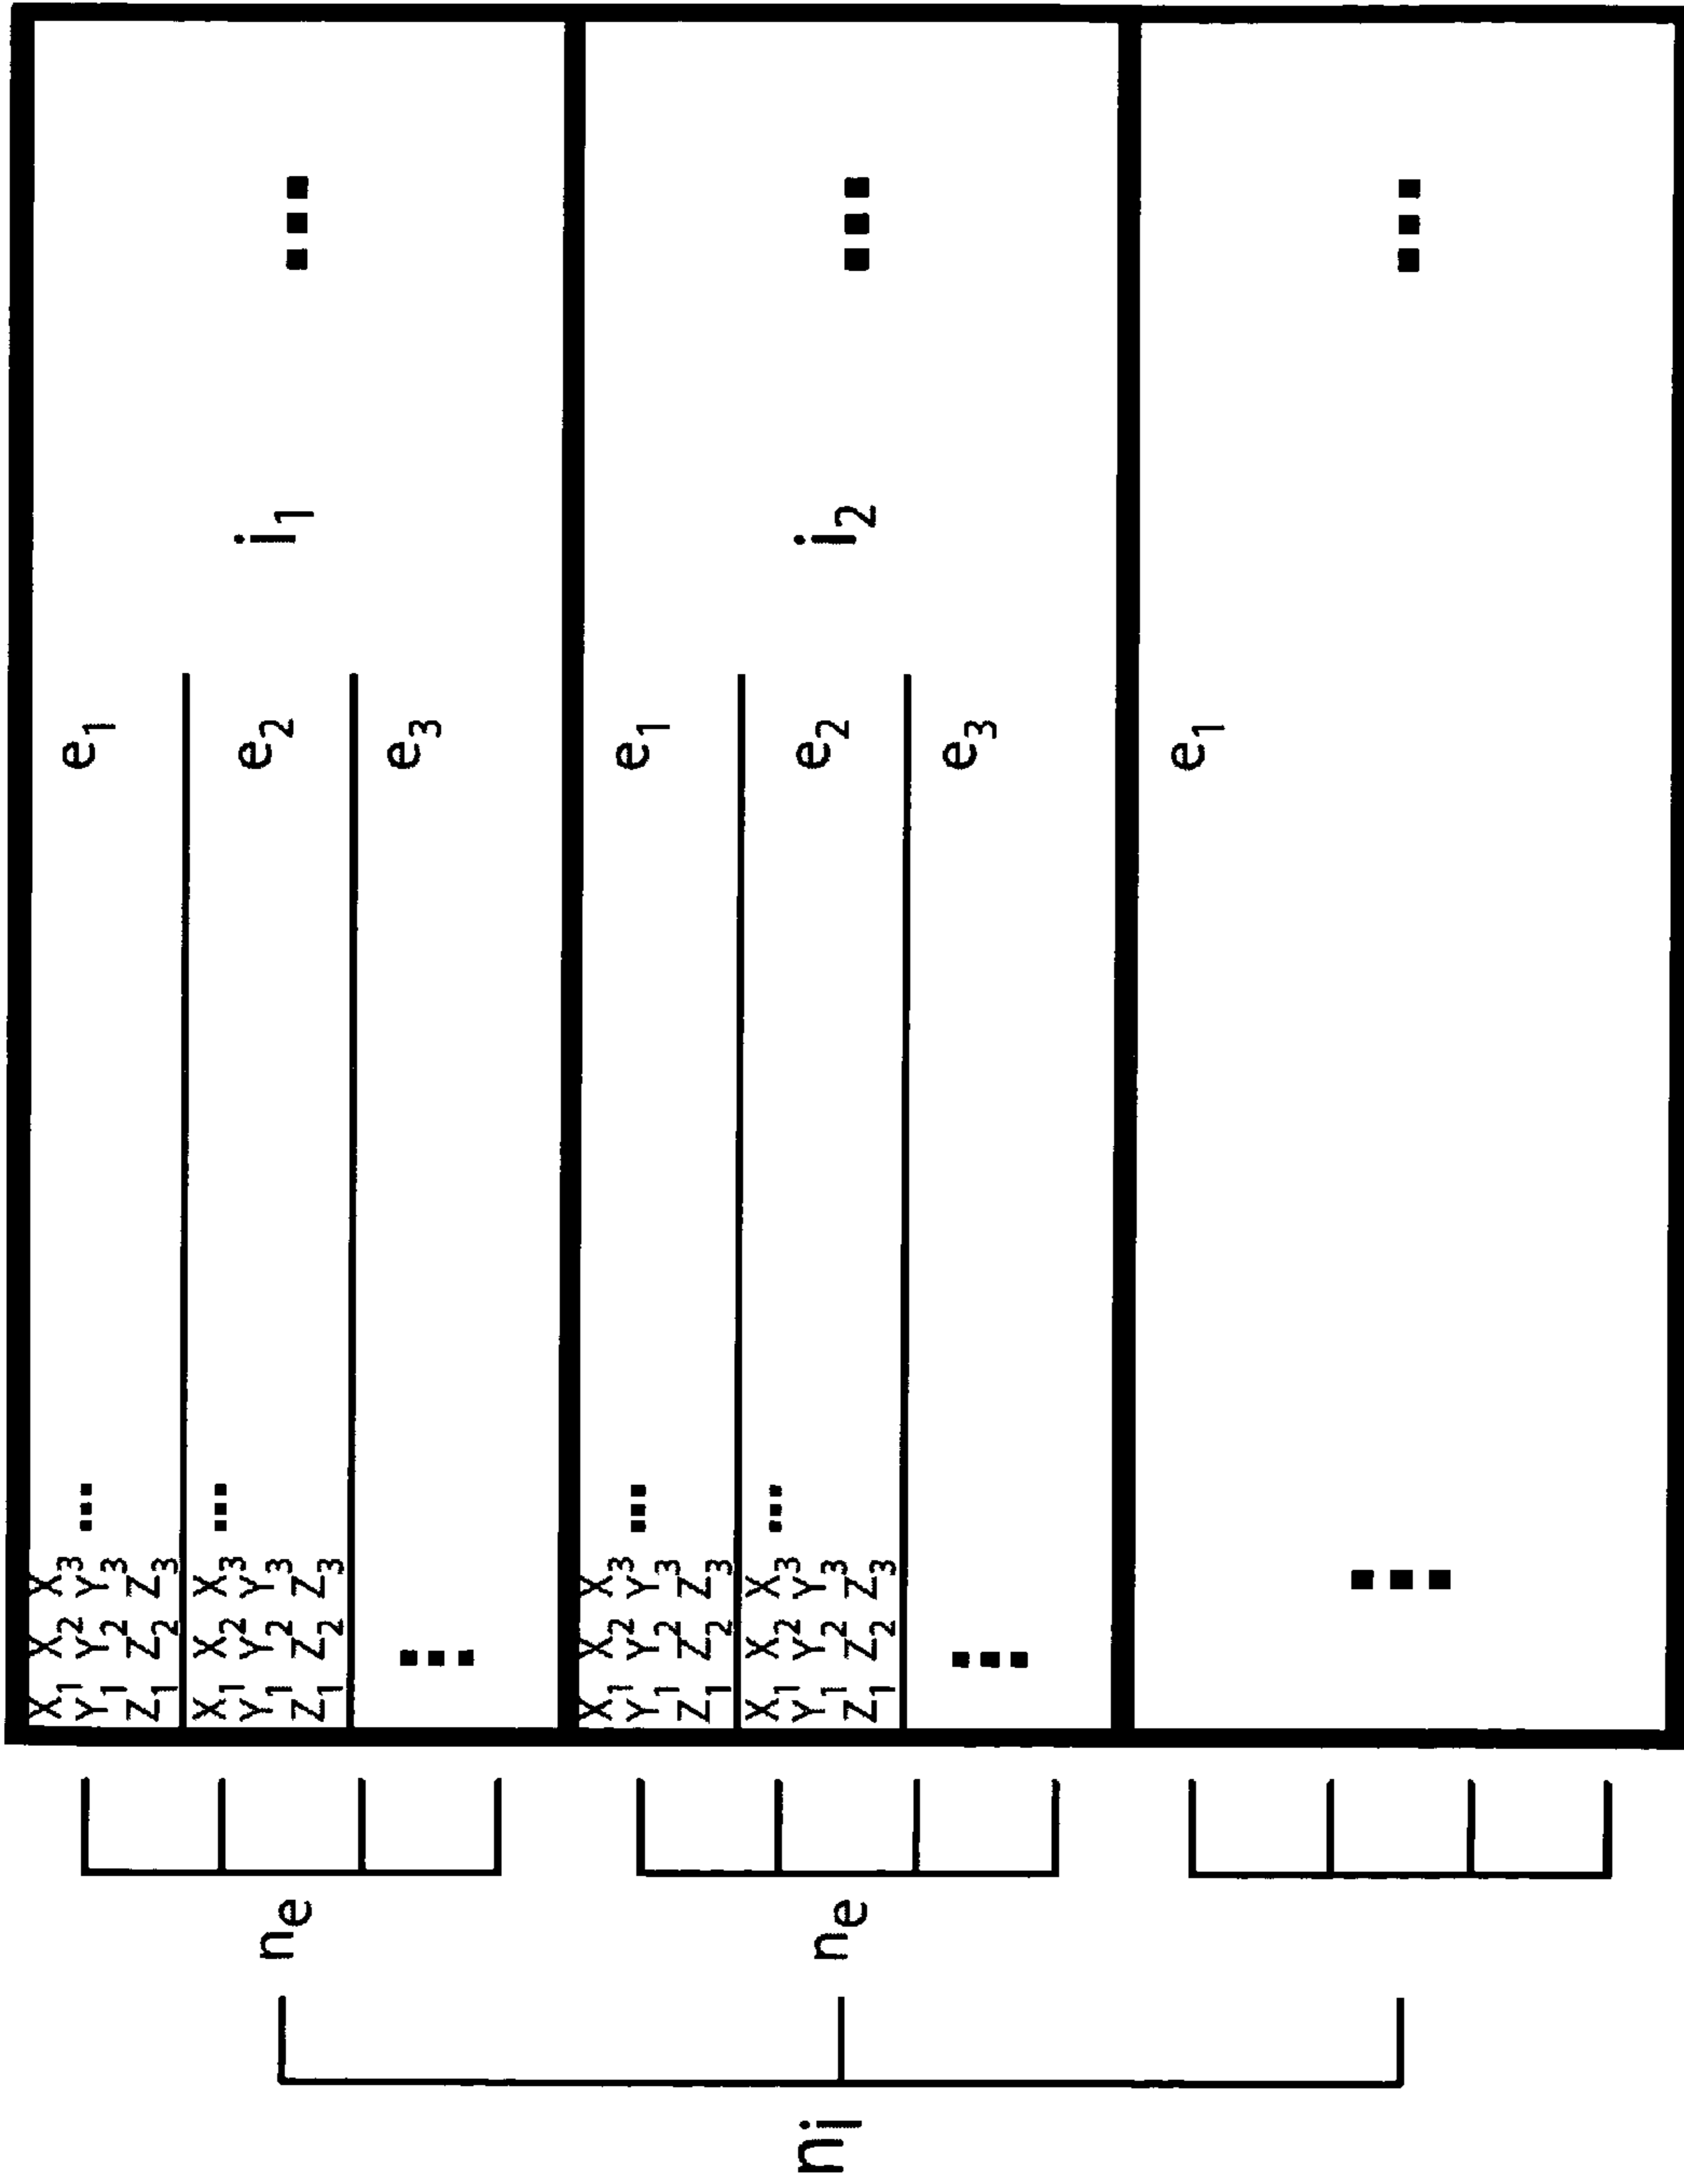 X₁ X₂ X₃
Y₁ Y₂ Y₃ ... e₁
Z₁ Z₂ Z₃
X₁ X₂ X₃
nₑ Y₁ Y₂ Y₃ ... e₂ i₁ ...
Z₁ Z₂ Z₃
... e₃
X₁ X₂ X₃
Y₁ Y₂ Y₃ ... e₁
Z₁ Z₂ Z₃
X₁ X₂ X₃
ni nₑ Y₁ Y₂ Y₃ ... e₂ i₂ ...
Z₁ Z₂ Z₃
... e₃
e₁
... ...